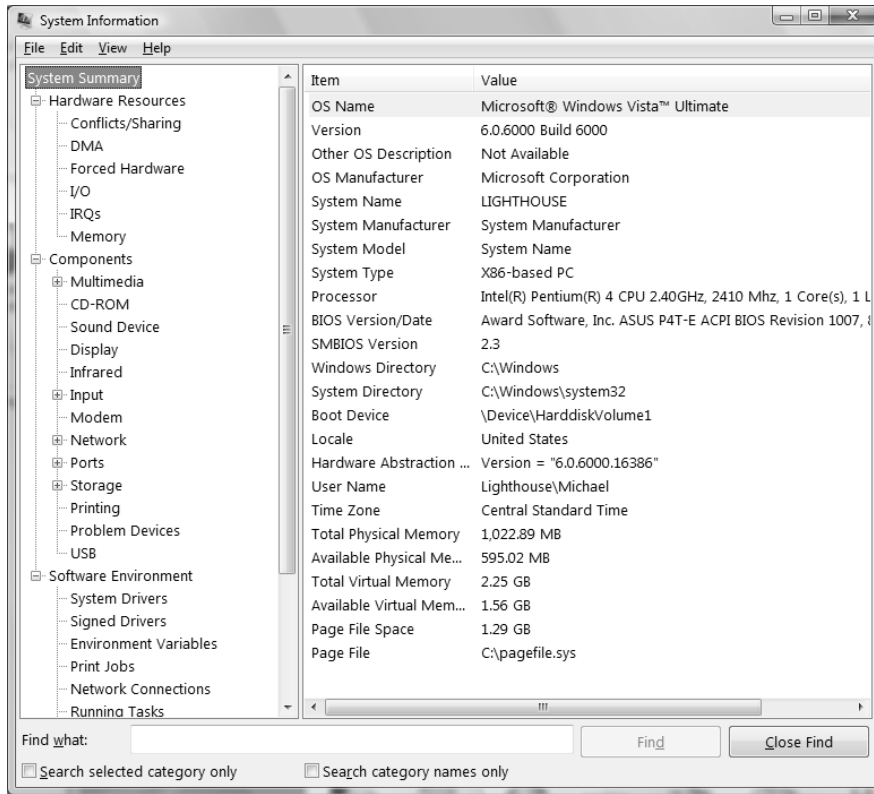 System Information
File Edit View Help
System Summary
Hardware Resources
Conflicts/Sharing
DMA
Forced Hardware
I/O
IRQs
Memory
Components
Multimedia
CD-ROM
Sound Device
Display
Infrared
Input
Modem
Network
Ports
Storage
Printing
Problem Devices
USB
Software Environment
System Drivers
Signed Drivers
Environment Variables
Print Jobs
Network Connections
Running Tasks
Item Value
OS Name Microsoft® Windows Vista™ Ultimate
Version 6.0.6000 Build 6000
Other OS Description Not Available
OS Manufacturer Microsoft Corporation
System Name LIGHTHOUSE
System Manufacturer System Manufacturer
System Model System Name
System Type X86-based PC
Processor Intel(R) Pentium(R) 4 CPU 2.40GHz, 2410 Mhz, 1 Core(s), 1 L
BIOS Version/Date Award Software, Inc. ASUS P4T-E ACPI BIOS Revision 1007,
SMBIOS Version 2.3
Windows Directory C:\Windows
System Directory C:\Windows\system32
Boot Device \Device\HarddiskVolume1
Locale United States
Hardware Abstraction ... Version = "6.0.6000.16386"
User Name Lighthouse\Michael
Time Zone Central Standard Time
Total Physical Memory 1,022.89 MB
Available Physical Me... 595.02 MB
Total Virtual Memory 2.25 GB
Available Virtual Mem... 1.56 GB
Page File Space 1.29 GB
Page File C:\pagefile.sys
Find what: Find Close Find
Search selected category only Search category names only